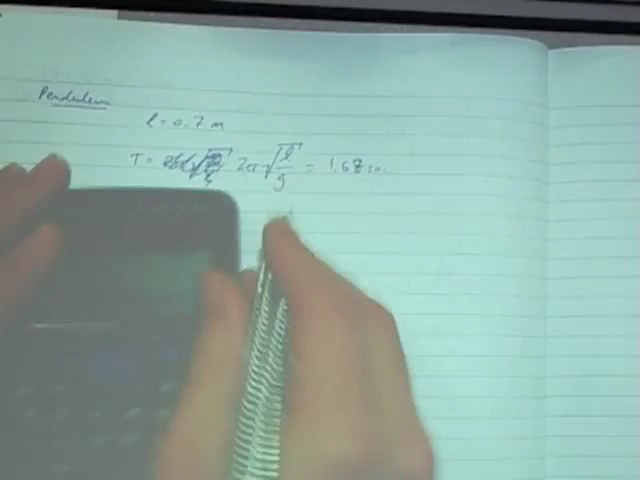 Pendulum
l = 0.7 m
T = 2π√(l/g) = 1.68 sec.